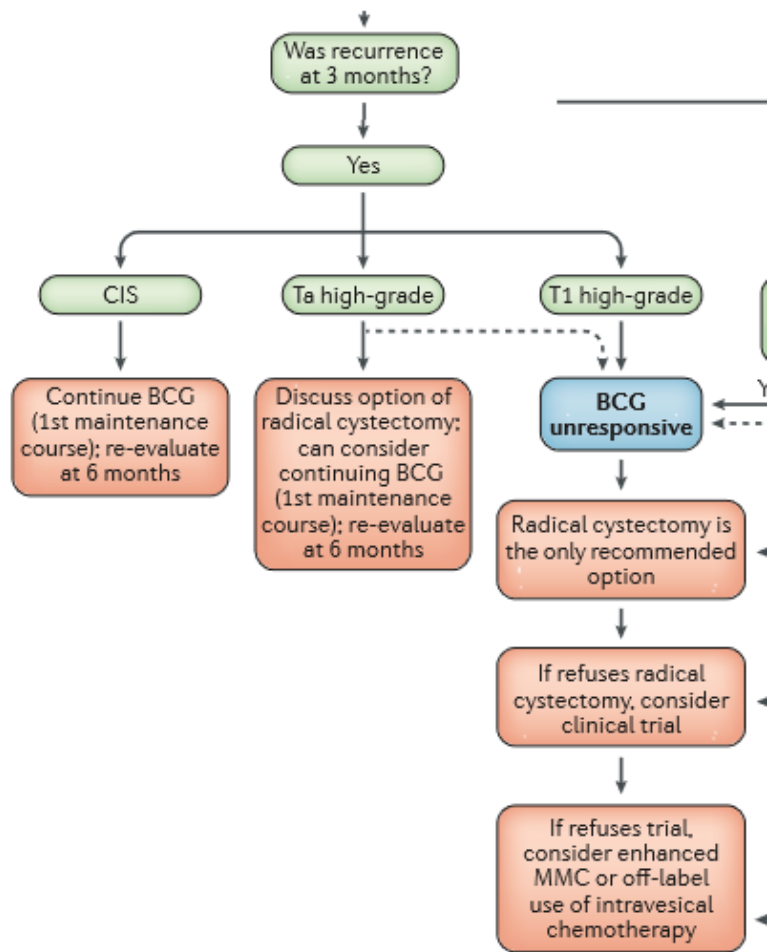 Was recurrence
at 3 months?
Yes
CIS
Ta high-grade
T1 high-grade
Continue BCG
(1st maintenance
course); re-evaluate
at 6 months
Discuss option of
radical cystectomy;
can consider
continuing BCG
(1st maintenance
course); re-evaluate
at 6 months
BCG
unresponsive
Y
Radical cystectomy is
the only recommended
option
If refuses radical
cystectomy, consider
clinical trial
If refuses trial,
consider enhanced
MMC or off-label
use of intravesical
chemotherapy